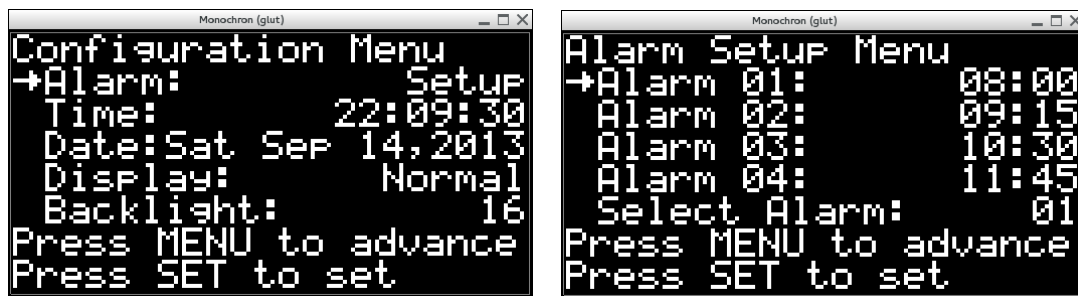 Monochron (glut)
Configuration Menu
Alarm: Setup
Time: 22:09:30
Date:Sat Sep 14,2013
Display: Normal
Backlight: 16
Press MENU to advance
Press SET to set
Monochron (glut)
Alarm Setup Menu
Alarm 01: 08:00
Alarm 02: 09:15
Alarm 03: 10:30
Alarm 04: 11:45
Select Alarm: 01
Press MENU to advance
Press SET to set